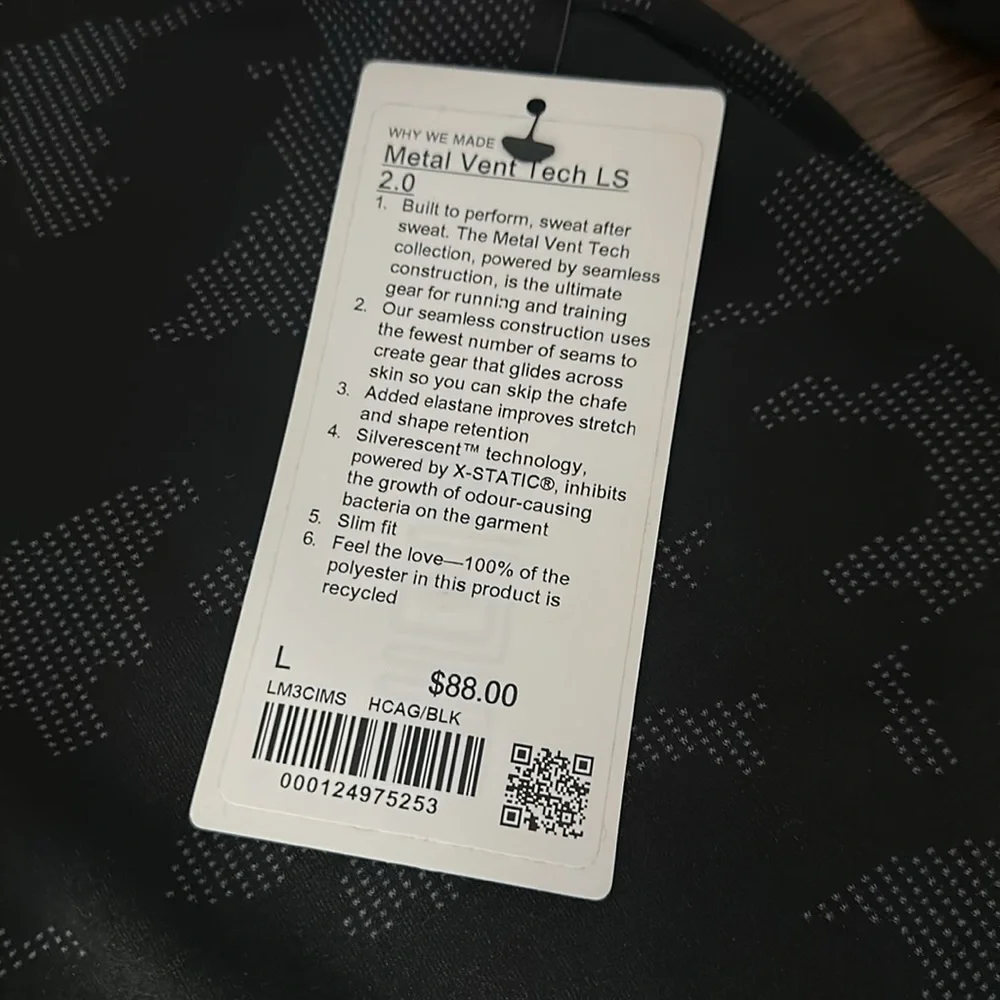 WHY WE MADE
Metal Vent Tech LS
2.0
1. Built to perform, sweat after
sweat. The Metal Vent Tech
collection, powered by seamless
construction, is the ultimate
gear for running and training
2. Our seamless construction uses
the fewest number of seams to
create gear that glides across
skin so you can skip the chafe
3. Added elastane improves stretch
and shape retention
4. Silverescent™ technology,
powered by X-STATIC®, inhibits
the growth of odour-causing
bacteria on the garment
5. Slim fit
6. Feel the love—100% of the
polyester in this product is
recycled
L
$88.00
LM3CIMS HCAG/BLK
000124975253